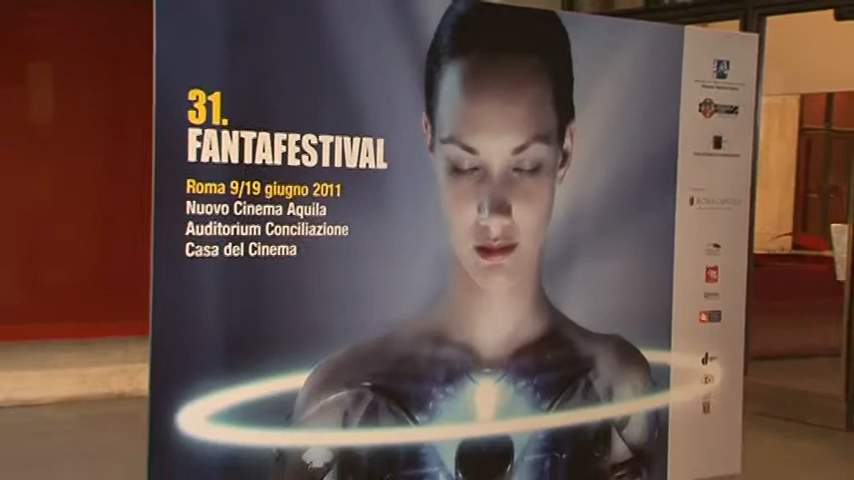 31.
FANTAFESTIVAL
Roma 9/19 giugno 2011
Nuovo Cinema Aquila
Auditorium Conciliazione
Casa del Cinema